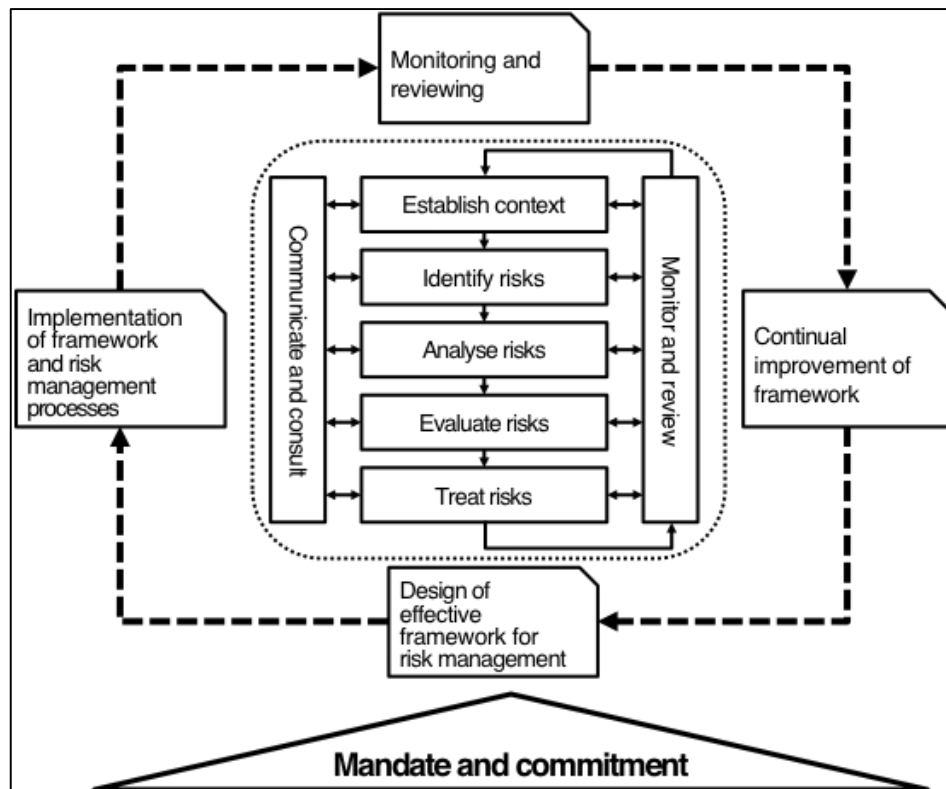 Monitoring and
reviewing
Establish context
Identify risks
Analyse risks
Evaluate risks
Treat risks
Communicate and consult
Monitor and review
Implementation
of framework
and risk
management
processes
Continual
improvement of
framework
Design of
effective
framework for
risk management
Mandate and commitment